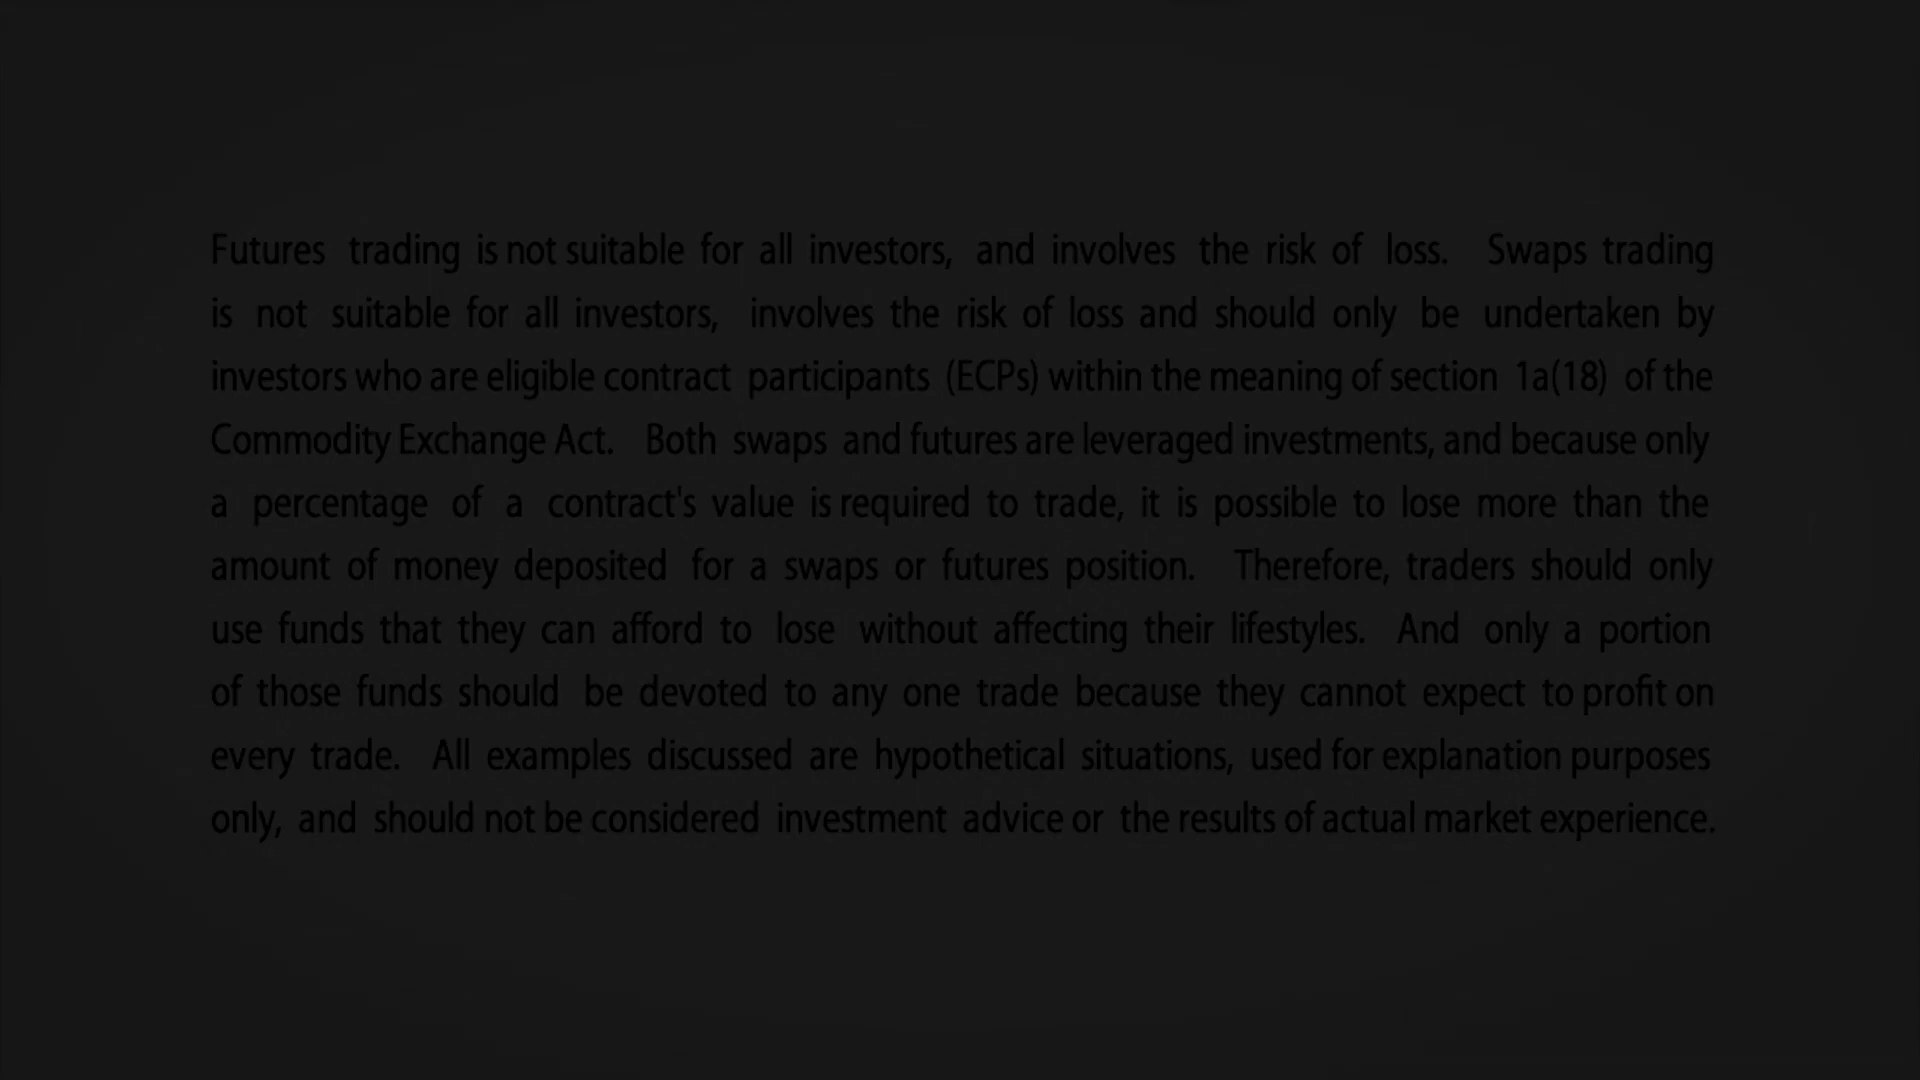 Futures trading is not suitable for all investors, and involves the risk of loss. Swaps trading
is not suitable for all investors, involves the risk of loss and should only be undertaken by
investors who are eligible contract participants (ECPs) within the meaning of section 1a(18) of the
Commodity Exchange Act. Both swaps and futures are leveraged investments, and because only
a percentage of a contract's value is required to trade, it is possible to lose more than the
amount of money deposited for a swaps or futures position. Therefore, traders should only
use funds that they can afford to lose without affecting their lifestyles. And only a portion
of those funds should be devoted to any one trade because they cannot expect to profit on
every trade. All examples discussed are hypothetical situations, used for explanation purposes
only, and should not be considered investment advice or the results of actual market experience.